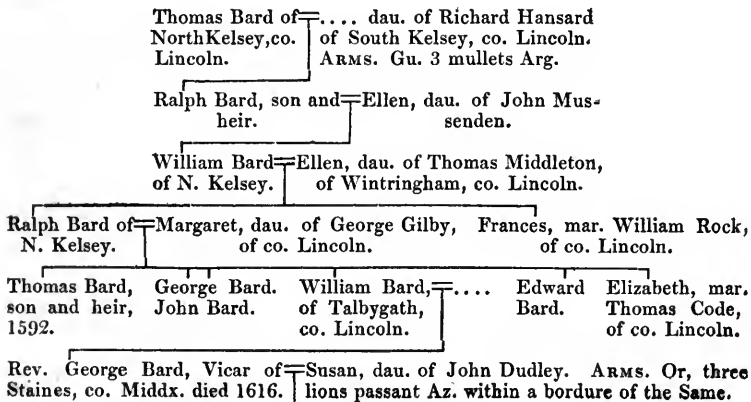 Thomas Bard of .... dau. of Richard Hansard
NorthKelsey,co. of South Kelsey, co. Lincoln.
Lincoln. ARMS. Gu. 3 mullets Arg.
Ralph Bard, son and Ellen, dau. of John Mus-
heir. senden.
William Bard Ellen, dau. of Thomas Middleton,
of N. Kelsey. of Wintringham, co. Lincoln.
Ralph Bard of Margaret, dau. of George Gilby, Frances, mar. William Rock,
N. Kelsey. of co. Lincoln. of co. Lincoln.
Thomas Bard, George Bard. William Bard, .... Edward Elizabeth, mar.
son and heir, John Bard. of Talbygath, Bard. Thomas Code,
1592. co. Lincoln. of co. Lincoln.
Rev. George Bard, Vicar of Susan, dau. of John Dudley. ARMS. Or, three
Staines, co. Middx. died 1616. lions passant Az. within a bordure of the Same.